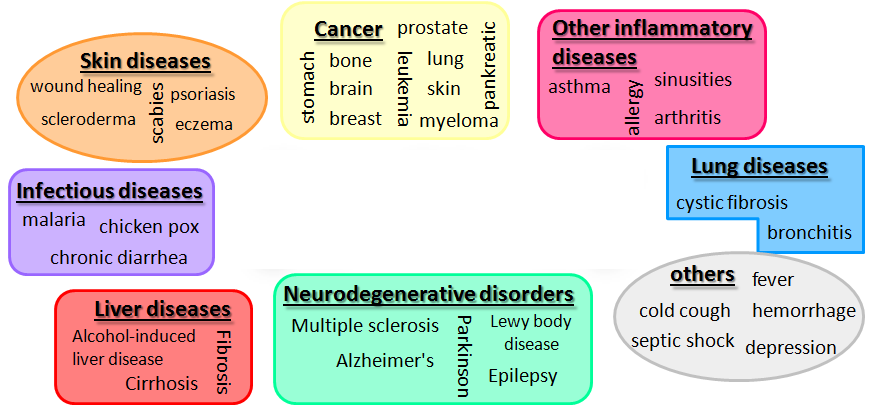 Skin diseases
wound healing
scabies
psoriasis
scleroderma
eczema
Cancer
prostate
stomach
bone
leukemia
lung
pankreatic
brain
skin
breast
myeloma
Other inflammatory
diseases
asthma
allergy
sinusities
arthritis
Infectious diseases
malaria
chicken pox
chronic diarrhea
Lung diseases
cystic fibrosis
bronchitis
Liver diseases
Alcohol-induced
liver disease
Fibrosis
Cirrhosis
Neurodegenerative disorders
Multiple sclerosis
Parkinson
Lewy body
disease
Alzheimer's
Epilepsy
others
fever
cold cough
hemorrhage
septic shock
depression